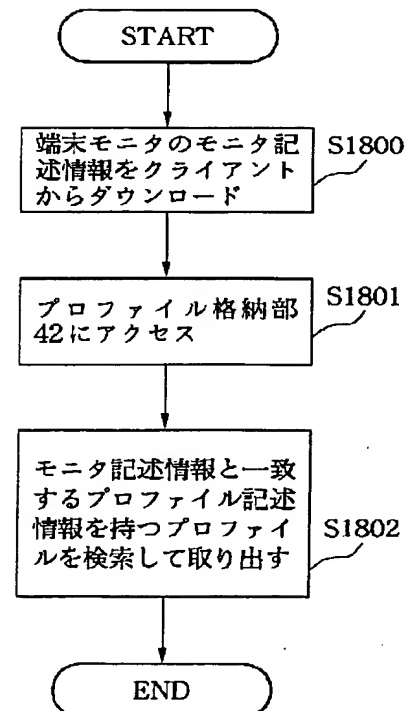 START
端末モニタのモニタ記
述情報をクライアント
からダウンロード
S1800
プロファイル格納部
42にアクセス
S1801
モニタ記述情報と一致
するプロファイル記述
情報を持つプロファイ
ルを検索して取り出す
S1802
END